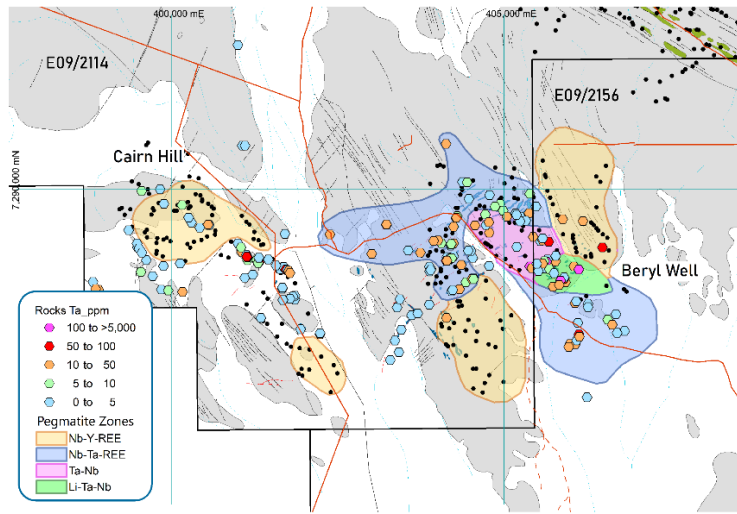 400,000 mE
405,000 mE
E09/2114
E09/2156
Cairn Hill
7,290,000 mN
Beryl Well
Rocks Ta_ppm
100 to >5,000
50 to 100
10 to 50
5 to 10
0 to 5
Pegmatite Zones
Nb-Y-REE
Nb-Ta-REE
Ta-Nb
Li-Ta-Nb